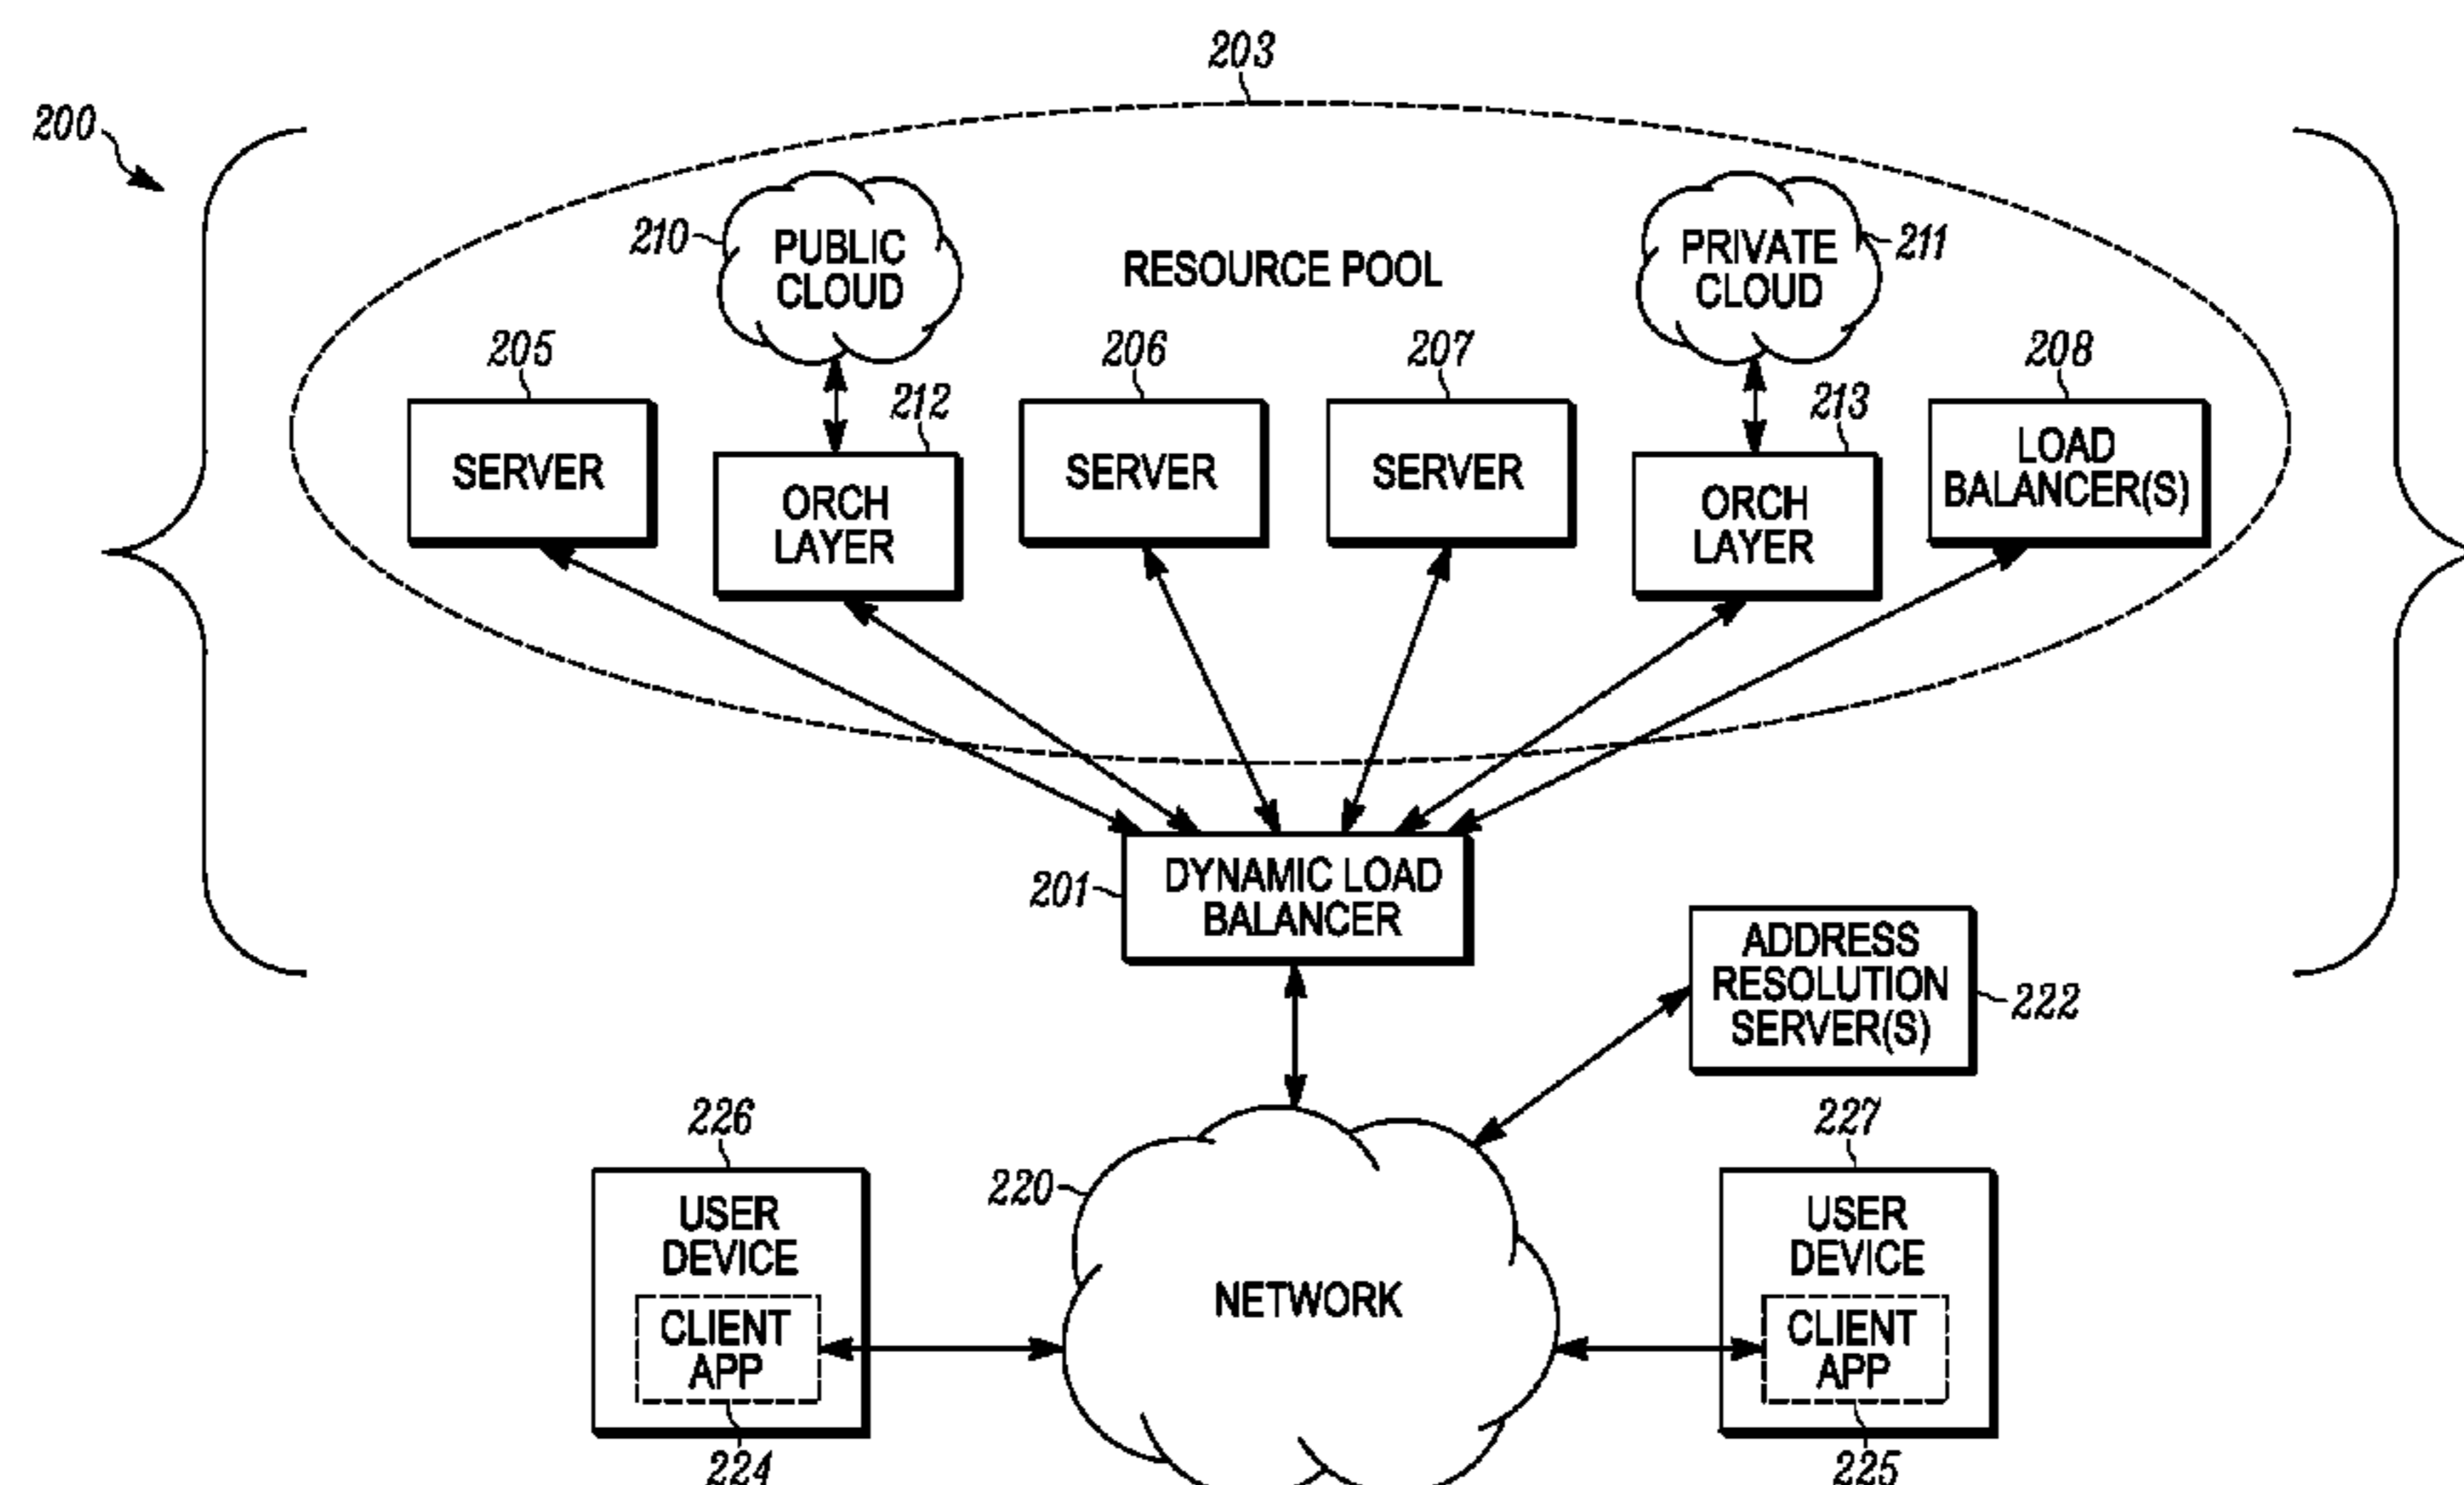 203
200
210
PUBLIC
CLOUD
RESOURCE POOL
PRIVATE
CLOUD
211
205
206
207
208
212
213
SERVER
ORCH
LAYER
SERVER
SERVER
ORCH
LAYER
LOAD
BALANCER(S)
201
DYNAMIC LOAD
BALANCER
ADDRESS
RESOLUTION
SERVER(S)
222
226
227
220
USER
DEVICE
CLIENT
APP
224
NETWORK
USER
DEVICE
CLIENT
APP
225